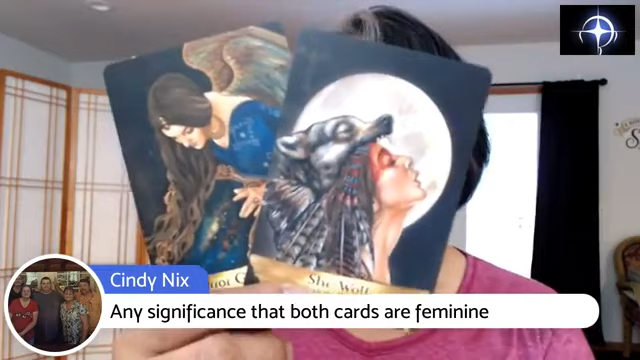 She Wolf
Cindy Nix
Any significance that both cards are feminine